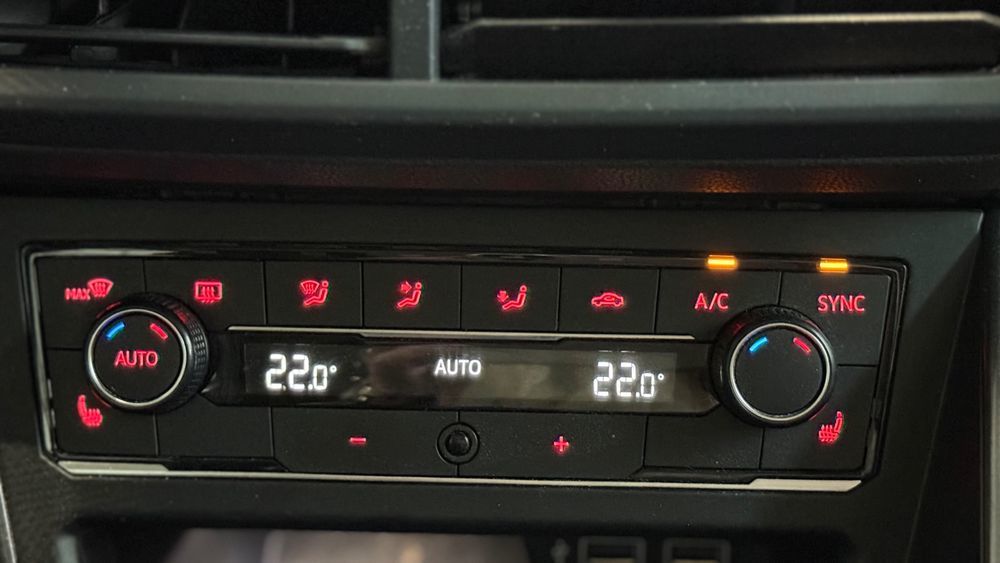 MAX
A/C
SYNC
AUTO
22.0°
AUTO
22.0°
- +